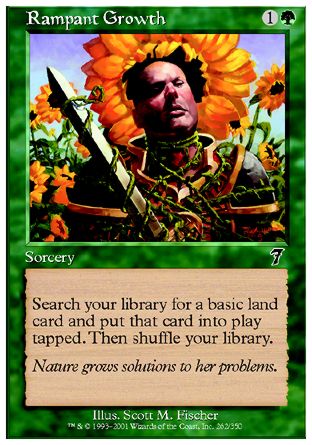 Rampant Growth 1
Sorcery 7
Search your library for a basic land
card and put that card into play
tapped. Then shuffle your library.
Nature grows solutions to her problems.
Illus. Scott M. Fischer
™ & © 1993–2001 Wizards of the Coast, Inc. 262/350